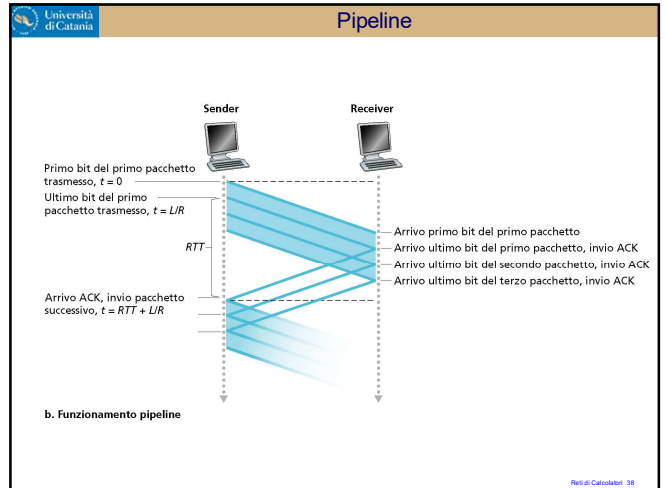 Università
di Catania
Pipeline
Sender
Receiver
Primo bit del primo pacchetto
trasmesso, t = 0
Ultimo bit del primo
pacchetto trasmesso, t = L/R
RTT
Arrivo primo bit del primo pacchetto
Arrivo ultimo bit del primo pacchetto, invio ACK
Arrivo ultimo bit del secondo pacchetto, invio ACK
Arrivo ultimo bit del terzo pacchetto, invio ACK
Arrivo ACK, invio pacchetto
successivo, t = RTT + L/R
b. Funzionamento pipeline
Reti di Calcolatori 38